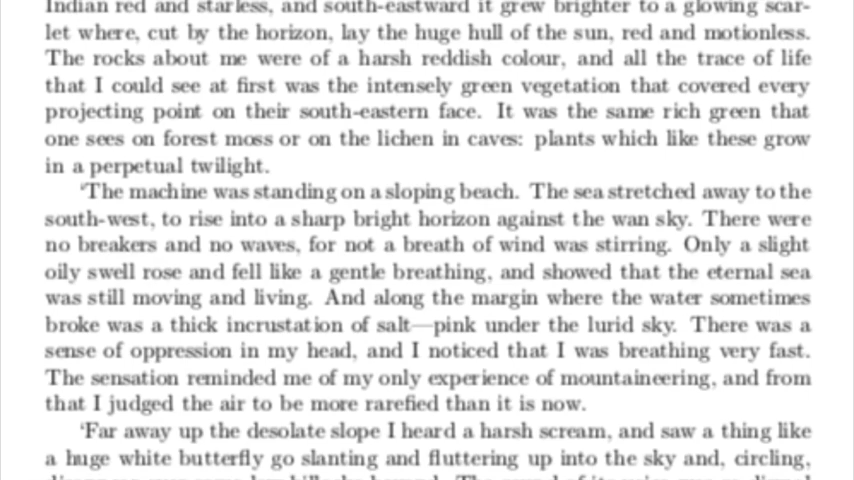 Indian red and starless, and south-eastward it grew brighter to a glowing scar-
let where, cut by the horizon, lay the huge hull of the sun, red and motionless.
The rocks about me were of a harsh reddish colour, and all the trace of life
that I could see at first was the intensely green vegetation that covered every
projecting point on their south-eastern face. It was the same rich green that
one sees on forest moss or on the lichen in caves: plants which like these grow
in a perpetual twilight.
‘The machine was standing on a sloping beach. The sea stretched away to the
south-west, to rise into a sharp bright horizon against the wan sky. There were
no breakers and no waves, for not a breath of wind was stirring. Only a slight
oily swell rose and fell like a gentle breathing, and showed that the eternal sea
was still moving and living. And along the margin where the water sometimes
broke was a thick incrustation of salt—pink under the lurid sky. There was a
sense of oppression in my head, and I noticed that I was breathing very fast.
The sensation reminded me of my only experience of mountaineering, and from
that I judged the air to be more rarefied than it is now.
‘Far away up the desolate slope I heard a harsh scream, and saw a thing like
a huge white butterfly go slanting and fluttering up into the sky and, circling,